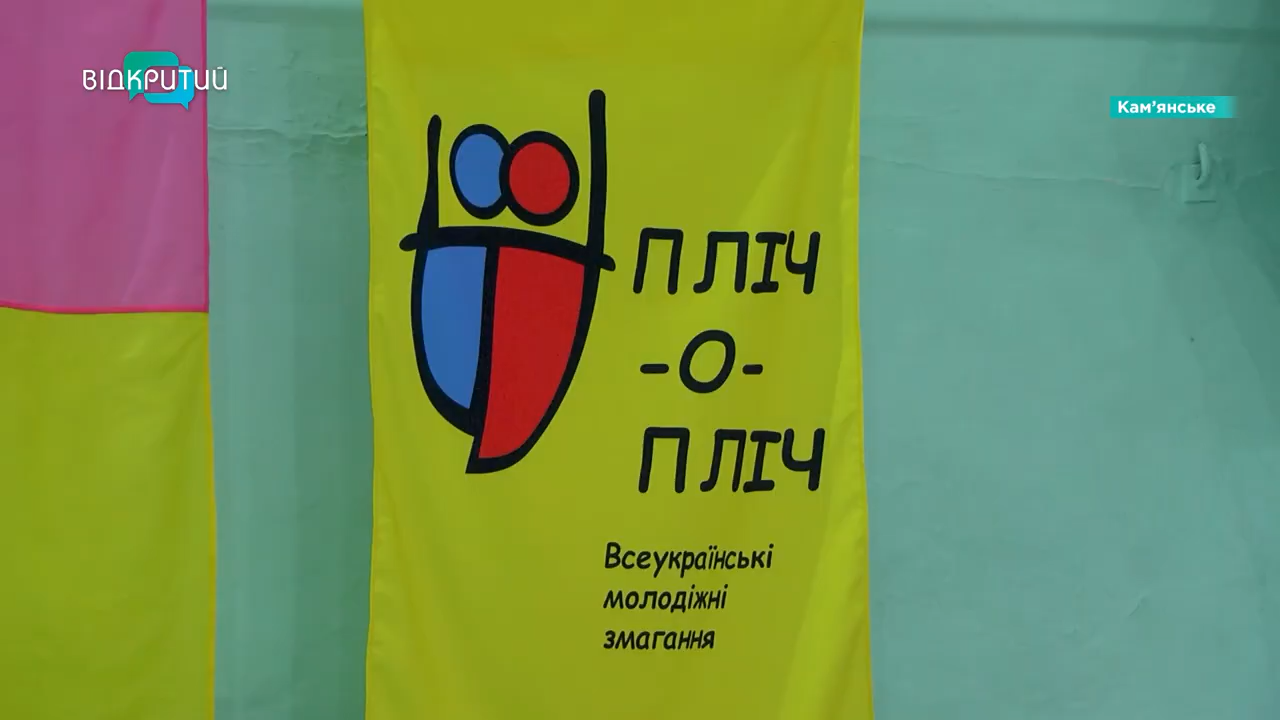 ВІДКРИТИЙ
Кам'янське
ПЛІЧ
-О-
ПЛІЧ
Всеукраїнські
молодіжні
змагання